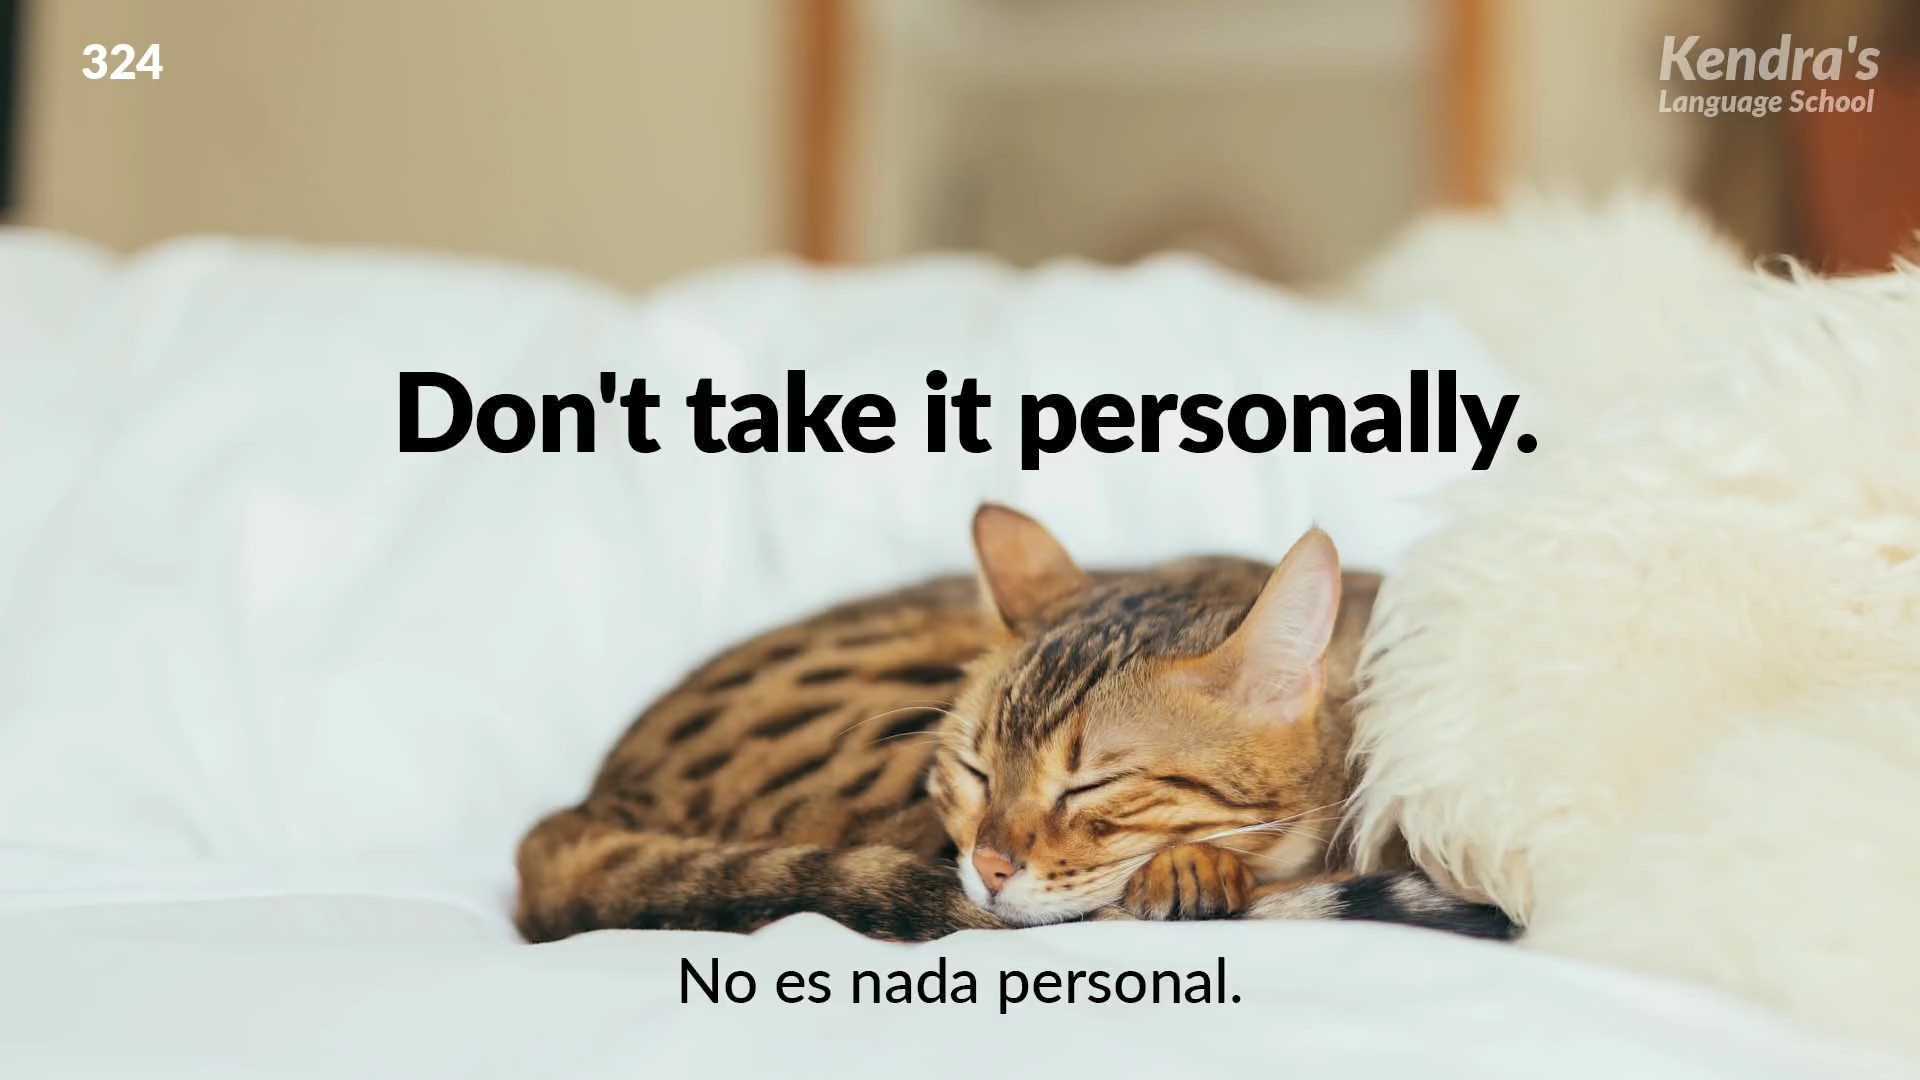 324
Kendra's
Language School
Don't take it personally.
No es nada personal.